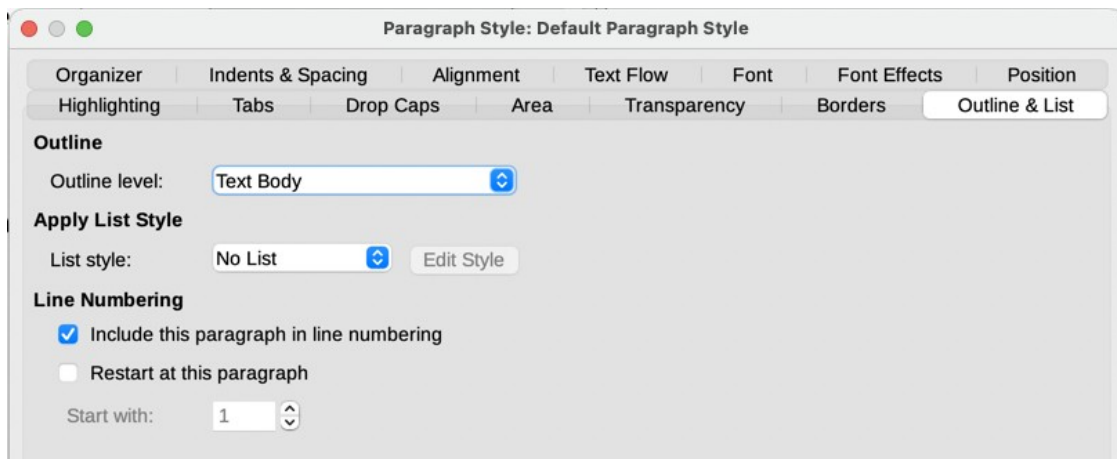 Paragraph Style: Default Paragraph Style
Organizer Indents & Spacing Alignment Text Flow Font Font Effects Position
Highlighting Tabs Drop Caps Area Transparency Borders Outline & List
Outline
Outline level: Text Body
Apply List Style
List style: No List Edit Style
Line Numbering
Include this paragraph in line numbering
Restart at this paragraph
Start with: 1